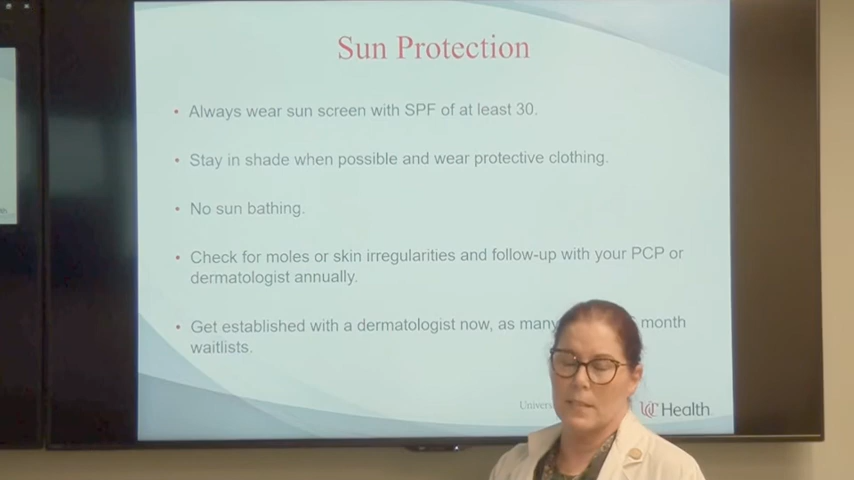 Sun Protection
• Always wear sun screen with SPF of at least 30.
• Stay in shade when possible and wear protective clothing.
• No sun bathing.
• Check for moles or skin irregularities and follow-up with your PCP or
dermatologist annually.
• Get established with a dermatologist now, as many month
waitlists.
UC Health